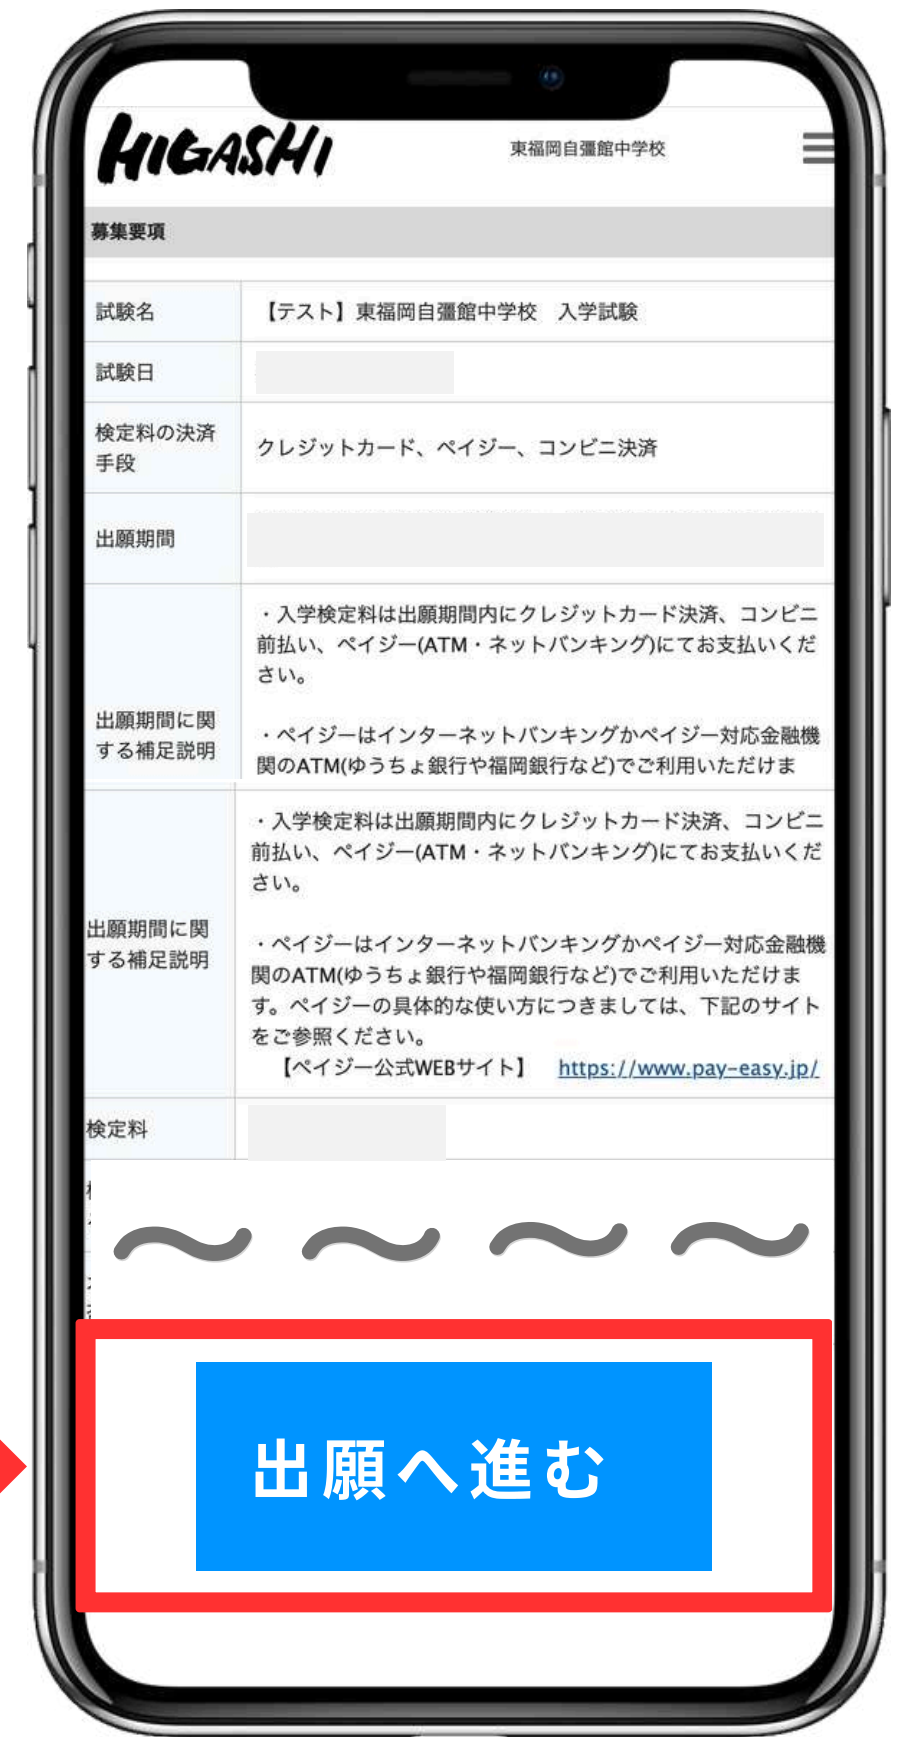 HIGASHI
東福岡自彊館中学校
募集要項
試験名
【テスト】東福岡自彊館中学校　入学試験
試験日
検定料の決済
手段
クレジットカード、ペイジー、コンビニ決済
出願期間
出願期間に関
する補足説明
・入学検定料は出願期間内にクレジットカード決済、コンビニ
前払い、ペイジー(ATM・ネットバンキング)にてお支払いくだ
さい。
・ペイジーはインターネットバンキングかペイジー対応金融機
関のATM(ゆうちょ銀行や福岡銀行など)でご利用いただけま
出願期間に関
する補足説明
・入学検定料は出願期間内にクレジットカード決済、コンビニ
前払い、ペイジー(ATM・ネットバンキング)にてお支払いくだ
さい。
・ペイジーはインターネットバンキングかペイジー対応金融機
関のATM(ゆうちょ銀行や福岡銀行など)でご利用いただけま
す。ペイジーの具体的な使い方につきましては、下記のサイト
をご参照ください。
【ペイジー公式WEBサイト】　https://www.pay-easy.jp/
検定料
出願へ進む